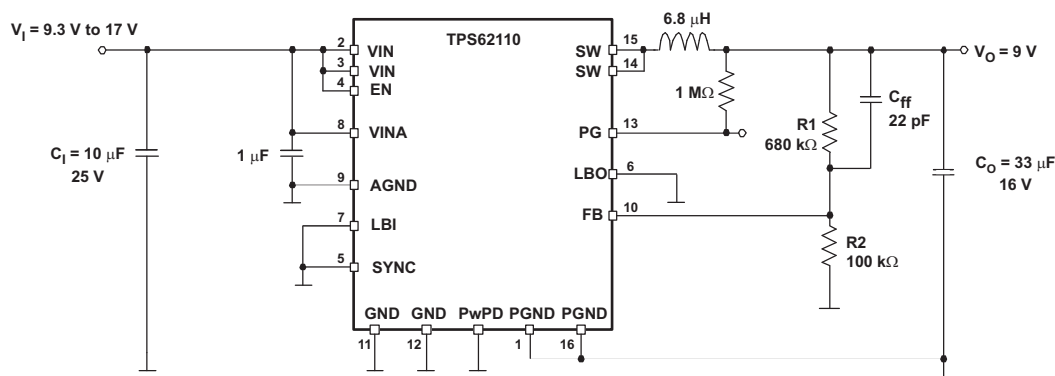 V_I = 9.3 V to 17 V
TPS62110
6.8 μH
2 VIN
3 VIN
4 EN
8 VINA
9 AGND
7 LBI
5 SYNC
SW 15
SW 14
PG 13
LBO 6
FB 10
V_O = 9 V
1 MΩ
R1
680 kΩ
C_ff
22 pF
C_I = 10 μF
25 V
1 μF
C_O = 33 μF
16 V
R2
100 kΩ
GND GND PwPD PGND PGND
11 12 1 16